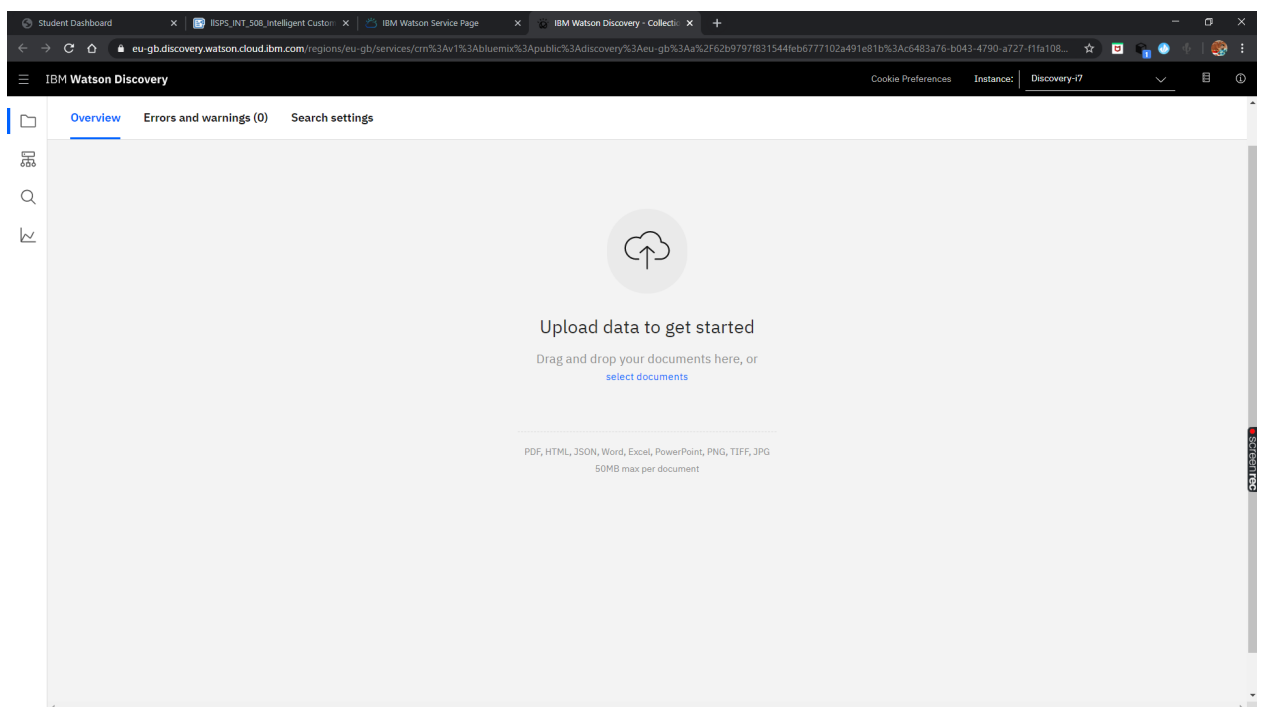 Student Dashboard
llSPS_INT_508_Intelligent Custom
IBM Watson Service Page
IBM Watson Discovery - Collectio
eu-gb.discovery.watson.cloud.ibm.com/regions/eu-gb/services/crn%3Av1%3Abluemix%3Apublic%3Adiscovery%3Aeu-gb%3Aa%2F62b9797f831544feb6777102a491e81b%3Ac6483a76-b043-4790-a727-f1fa108...
IBM Watson Discovery
Cookie Preferences
Instance:
Discovery-i7
Overview
Errors and warnings (0)
Search settings
Upload data to get started
Drag and drop your documents here, or
select documents
PDF, HTML, JSON, Word, Excel, PowerPoint, PNG, TIFF, JPG
50MB max per document
screenrec